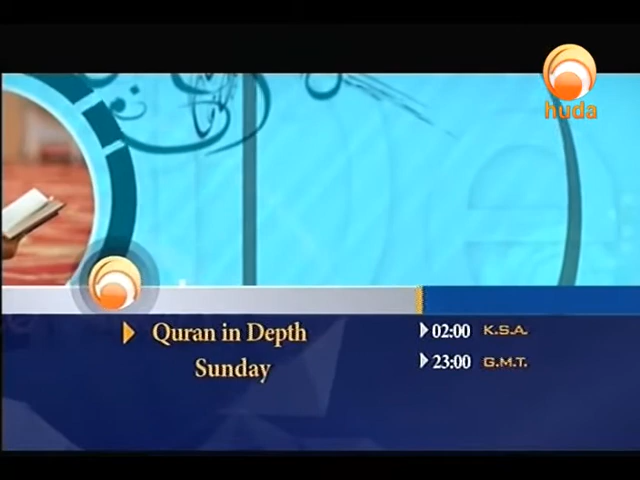 huda
Quran in Depth
Sunday
02:00 K.S.A.
23:00 G.M.T.